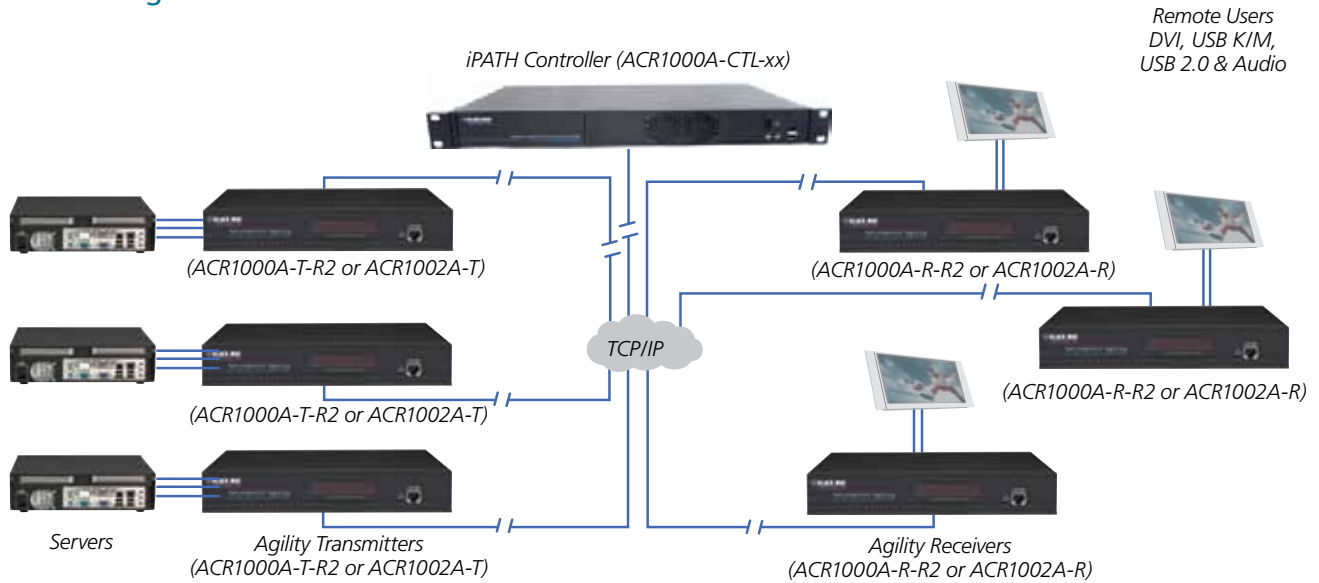 Remote Users
DVI, USB K/M,
USB 2.0 & Audio
iPATH Controller (ACR1000A-CTL-xx)
(ACR1000A-T-R2 or ACR1002A-T)
(ACR1000A-R-R2 or ACR1002A-R)
TCP/IP
(ACR1000A-R-R2 or ACR1002A-R)
(ACR1000A-T-R2 or ACR1002A-T)
Servers
Agility Transmitters
(ACR1000A-T-R2 or ACR1002A-T)
Agility Receivers
(ACR1000A-R-R2 or ACR1002A-R)